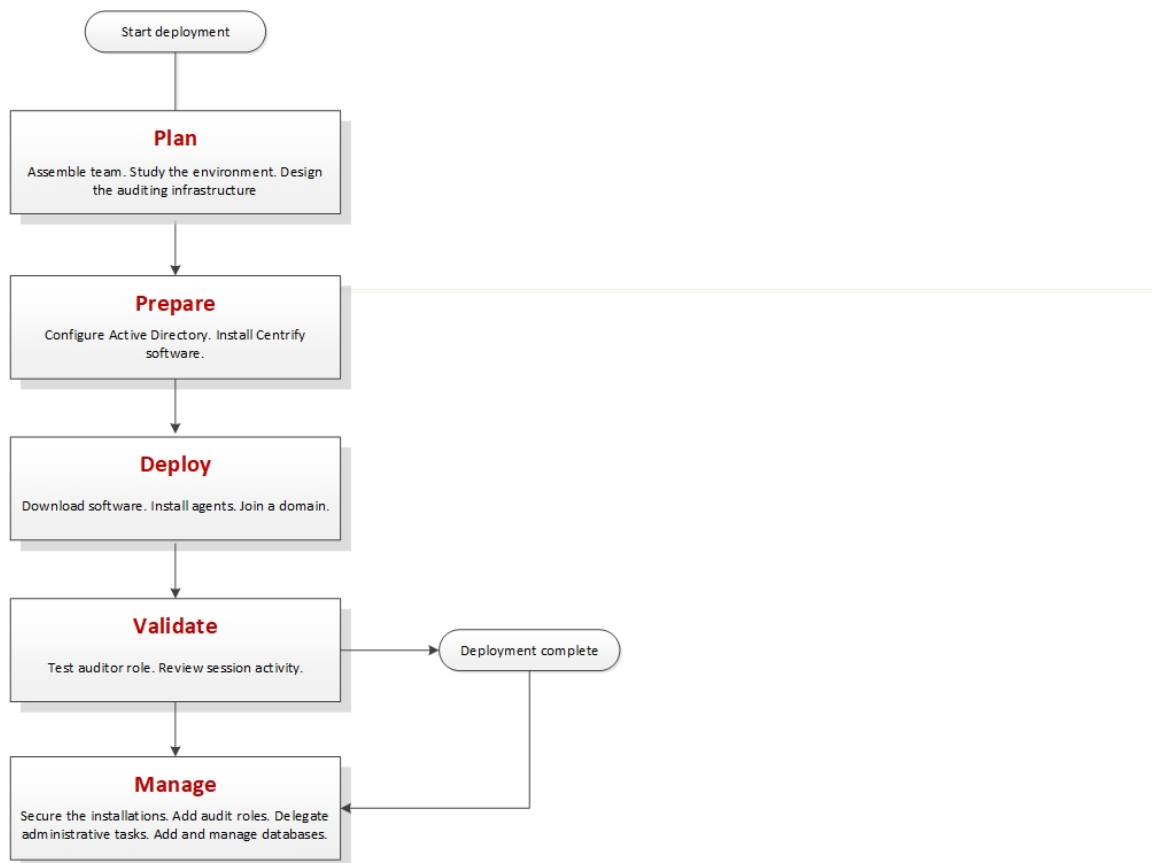 Start deployment
Plan
Assemble team. Study the environment. Design
the auditing infrastructure
Prepare
Configure Active Directory. Install Centrify
software.
Deploy
Download software. Install agents. Join a domain.
Validate
Test auditor role. Review session activity.
Deployment complete
Manage
Secure the installations. Add audit roles. Delegate
administrative tasks. Add and manage databases.